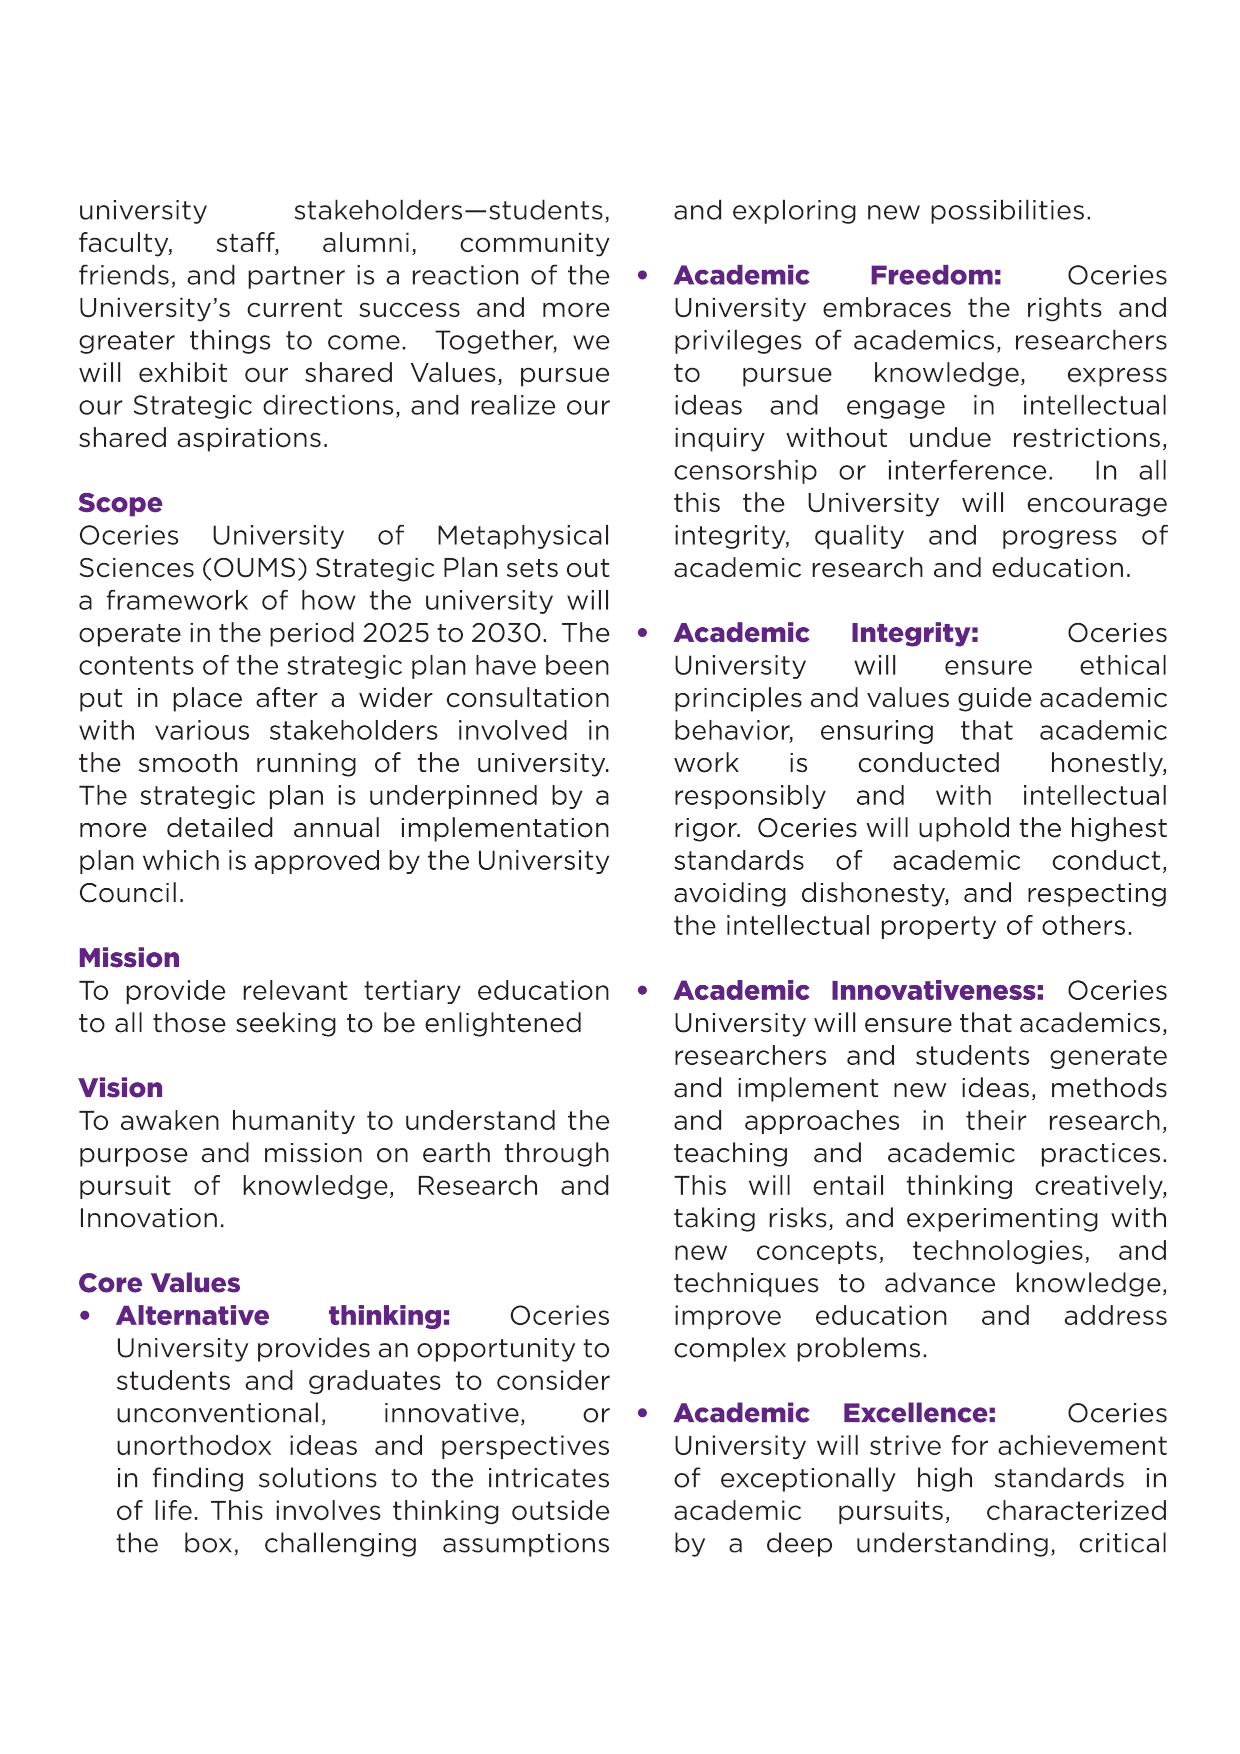 university stakeholders—students,
faculty, staff, alumni, community
friends, and partner is a reaction of the
University’s current success and more
greater things to come. Together, we
will exhibit our shared Values, pursue
our Strategic directions, and realize our
shared aspirations.
Scope
Oceries University of Metaphysical
Sciences (OUMS) Strategic Plan sets out
a framework of how the university will
operate in the period 2025 to 2030. The
contents of the strategic plan have been
put in place after a wider consultation
with various stakeholders involved in
the smooth running of the university.
The strategic plan is underpinned by a
more detailed annual implementation
plan which is approved by the University
Council.
Mission
To provide relevant tertiary education
to all those seeking to be enlightened
Vision
To awaken humanity to understand the
purpose and mission on earth through
pursuit of knowledge, Research and
Innovation.
Core Values
• Alternative thinking: Oceries
University provides an opportunity to
students and graduates to consider
unconventional, innovative, or
unorthodox ideas and perspectives
in finding solutions to the intricates
of life. This involves thinking outside
the box, challenging assumptions
and exploring new possibilities.
• Academic Freedom: Oceries
University embraces the rights and
privileges of academics, researchers
to pursue knowledge, express
ideas and engage in intellectual
inquiry without undue restrictions,
censorship or interference. In all
this the University will encourage
integrity, quality and progress of
academic research and education.
• Academic Integrity: Oceries
University will ensure ethical
principles and values guide academic
behavior, ensuring that academic
work is conducted honestly,
responsibly and with intellectual
rigor. Oceries will uphold the highest
standards of academic conduct,
avoiding dishonesty, and respecting
the intellectual property of others.
• Academic Innovativeness: Oceries
University will ensure that academics,
researchers and students generate
and implement new ideas, methods
and approaches in their research,
teaching and academic practices.
This will entail thinking creatively,
taking risks, and experimenting with
new concepts, technologies, and
techniques to advance knowledge,
improve education and address
complex problems.
• Academic Excellence: Oceries
University will strive for achievement
of exceptionally high standards in
academic pursuits, characterized
by a deep understanding, critical